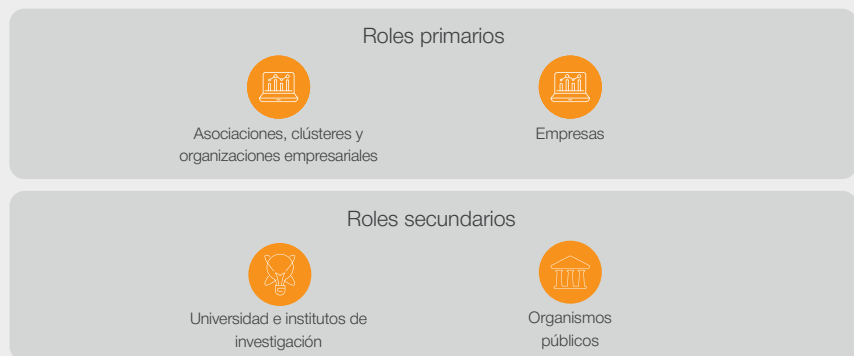 Roles primarios
Asociaciones, clústeres y
organizaciones empresariales
Empresas
Roles secundarios
Universidad e institutos de
investigación
Organismos
públicos